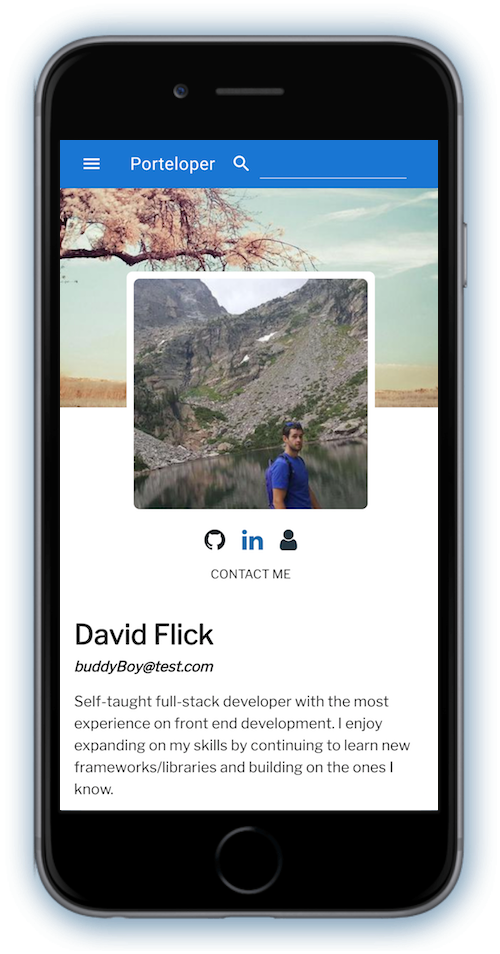 Porteloper
in
CONTACT ME
David Flick
buddyBoy@test.com
Self-taught full-stack developer with the most
experience on front end development. I enjoy
expanding on my skills by continuing to learn new
frameworks/libraries and building on the ones I
know.